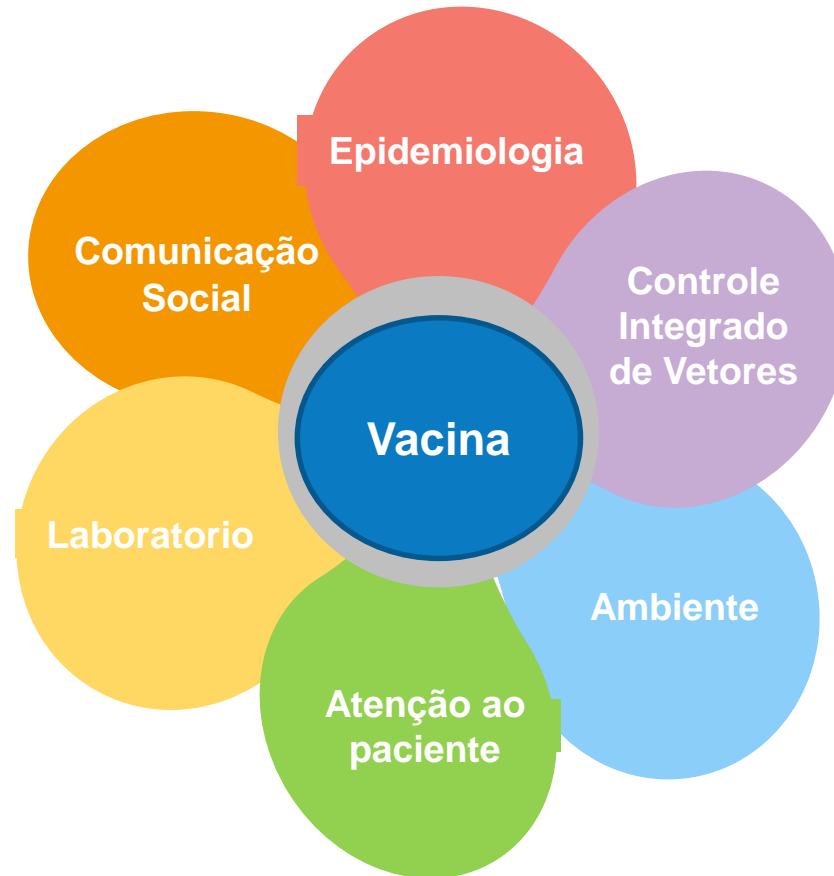 Epidemiologia
Comunicação
Social
Controle
Integrado
de Vetores
Vacina
Laboratorio
Ambiente
Atenção ao
paciente